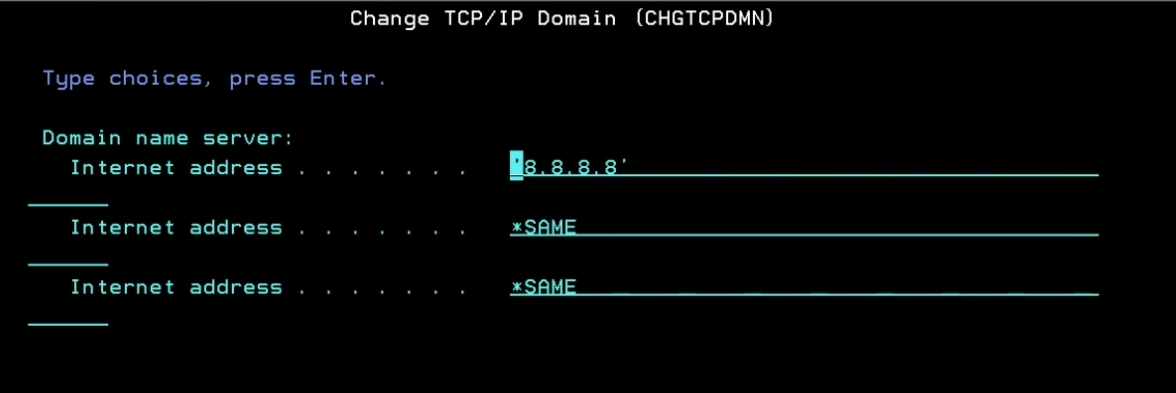 Change TCP/IP Domain (CHGTCPDMN)
Type choices, press Enter.
Domain name server:
Internet address . . . . . . . '8.8.8.8'
Internet address . . . . . . . *SAME
Internet address . . . . . . . *SAME